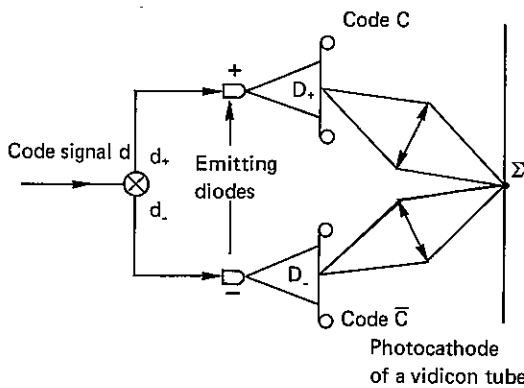 Code C
+
D₊
Code signal d
d₊
Emitting
diodes
d₋
Σ
D₋
−
Code C̅
Photocathode
of a vidicon tube